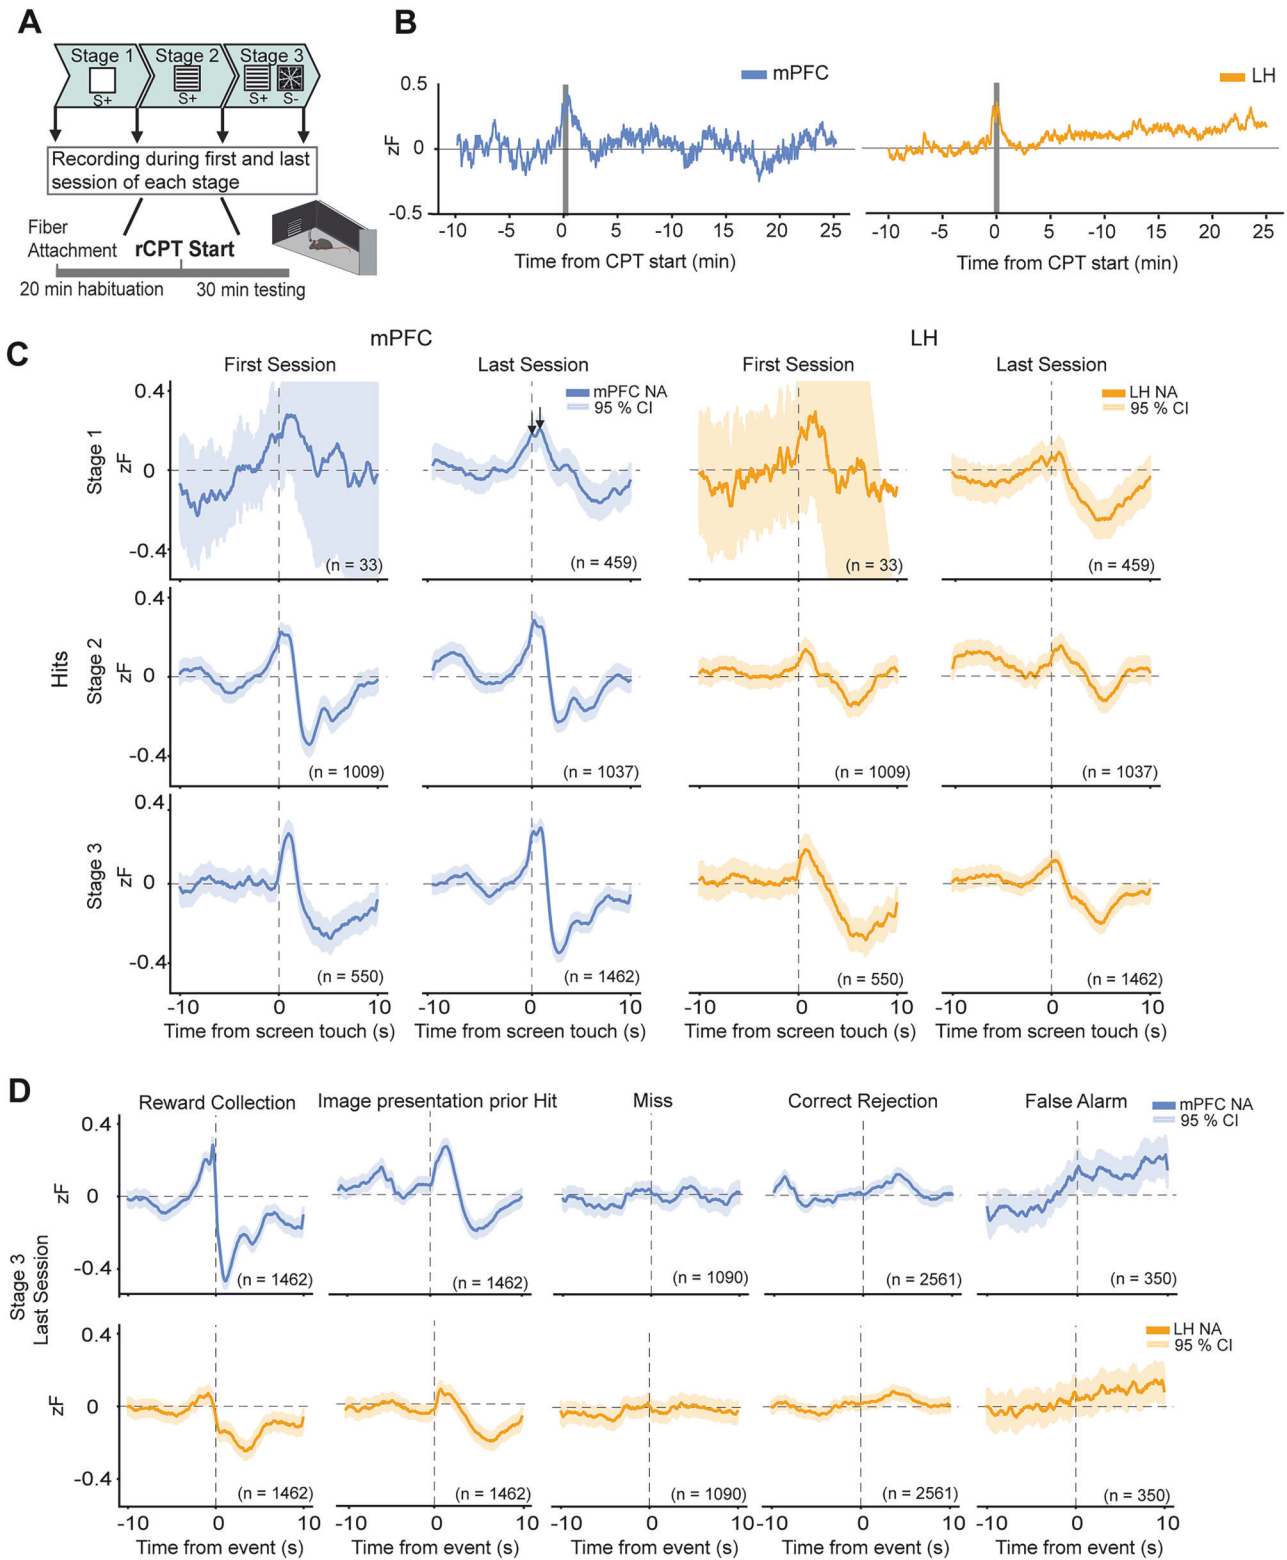 A
Stage 1
Stage 2
Stage 3
S+
S+
S+
S-
Recording during first and last
session of each stage
Fiber
Attachment
rCPT Start
20 min habituation
30 min testing
B
mPFC
LH
zF
0.5
0
-0.5
-10
-5
0
5
-10
15
20
25
Time from CPT start (min)
-10
-5
0
5
-10
15
20
25
Time from CPT start (min)
C
mPFC
LH
First Session
Last Session
First Session
Last Session
mPFC NA
95 % CI
LH NA
95 % CI
Hits
Stage 1
zF
0.4
0
-0.4
(n = 33)
(n = 459)
(n = 33)
(n = 459)
Stage 2
zF
0.4
0
-0.4
(n = 1009)
(n = 1037)
(n = 1009)
(n = 1037)
Stage 3
zF
0.4
0
-0.4
(n = 550)
(n = 1462)
(n = 550)
(n = 1462)
-10 0 10
-10 0 10
-10 0 10
-10 0 10
Time from screen touch (s)
Time from screen touch (s)
Time from screen touch (s)
Time from screen touch (s)
D
Reward Collection
Image presentation prior Hit
Miss
Correct Rejection
False Alarm
mPFC NA
95 % CI
Stage 3
Last Session
zF
0.4
0
-0.4
(n = 1462)
(n = 1462)
(n = 1090)
(n = 2561)
(n = 350)
LH NA
95 % CI
zF
0.4
0
-0.4
(n = 1462)
(n = 1462)
(n = 1090)
(n = 2561)
(n = 350)
-10 0 10
-10 0 10
-10 0 10
-10 0 10
-10 0 10
Time from event (s)
Time from event (s)
Time from event (s)
Time from event (s)
Time from event (s)